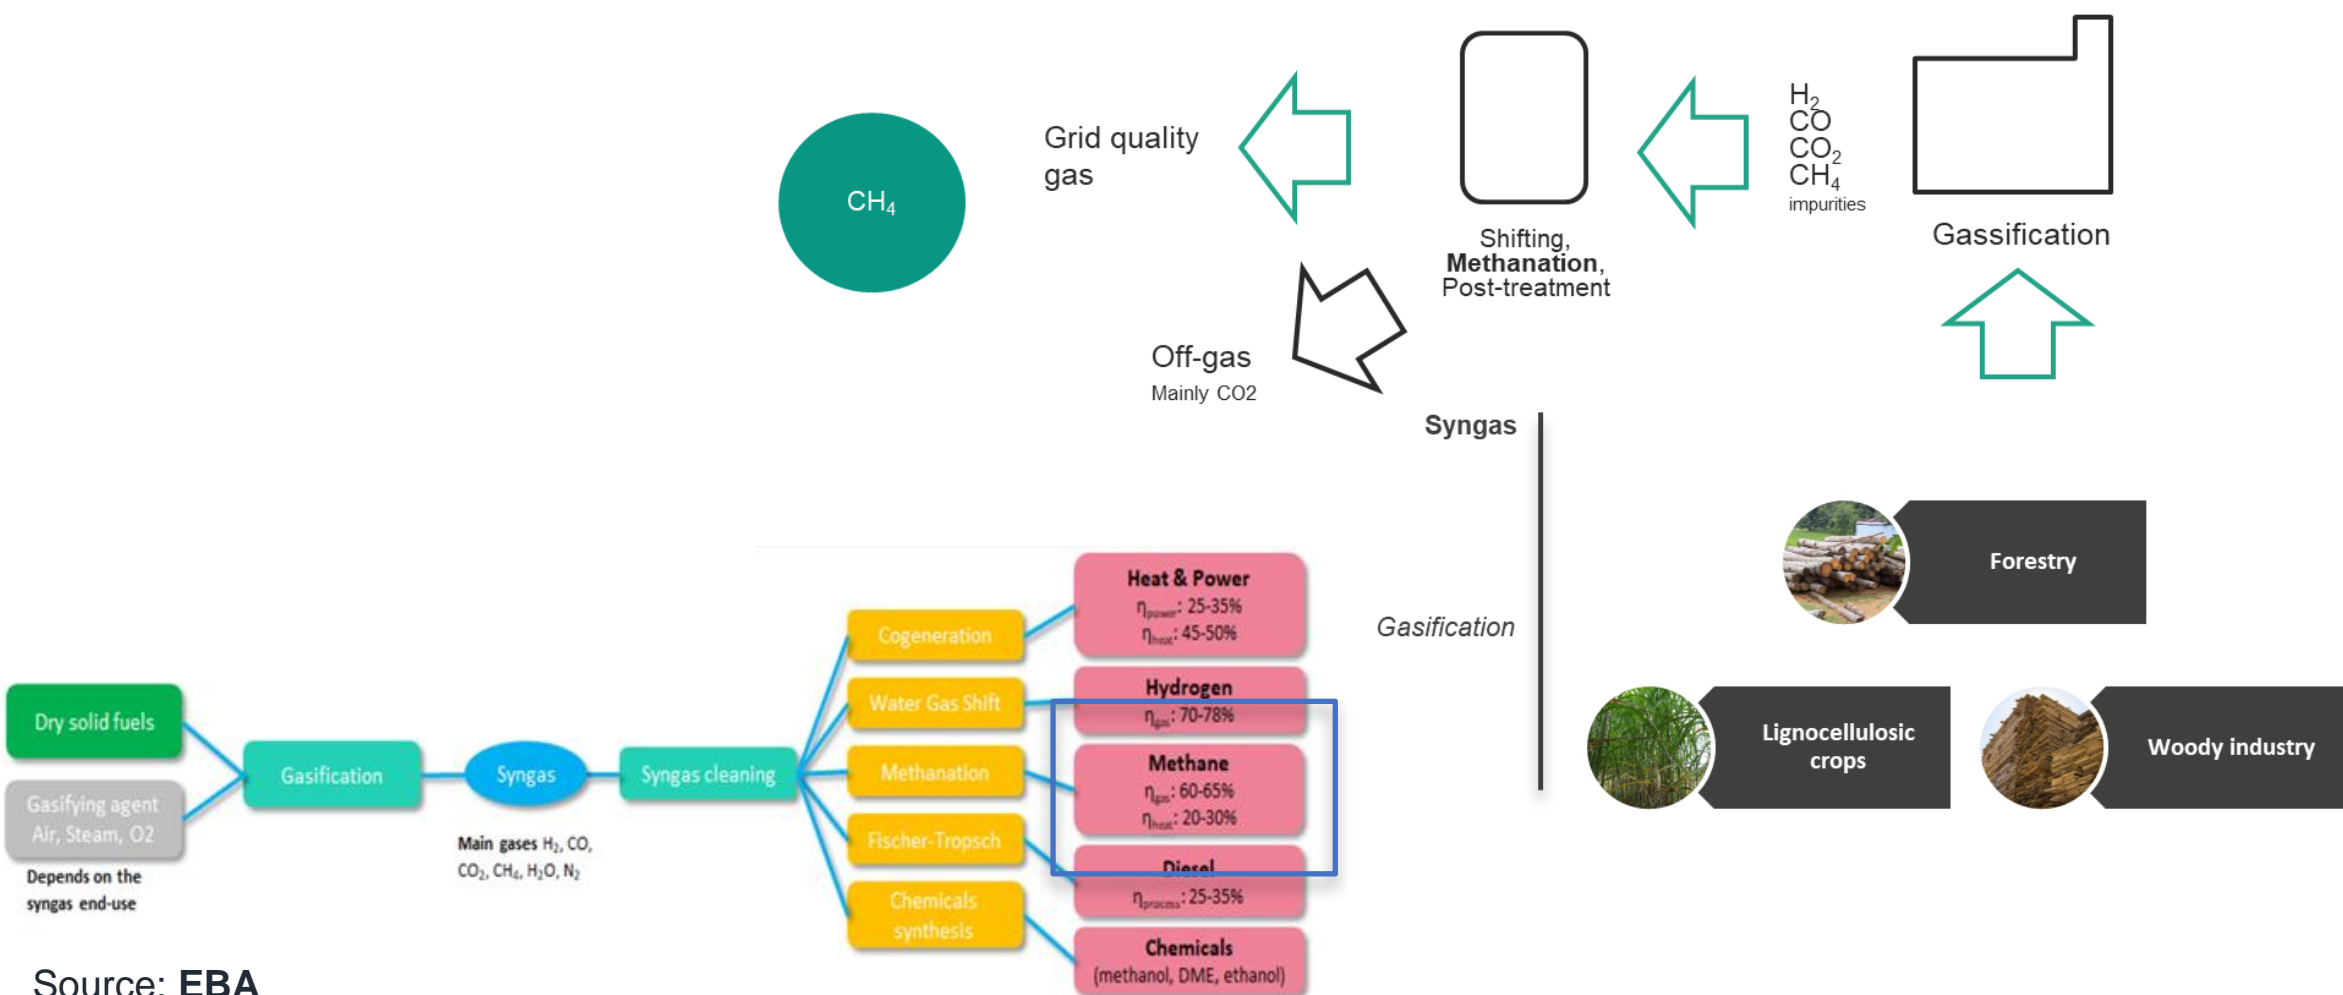 CH₄
Grid quality
gas
H₂
CO
CO₂
CH₄
impurities
Shifting,
Methanation,
Post-treatment
Gassification
Off-gas
Mainly CO2
Syngas
Gasification
Forestry
Lignocellulosic
crops
Woody industry
Dry solid fuels
Gasifying agent
Air, Steam, O2
Depends on the
syngas end-use
Gasification
Syngas
Main gases H₂, CO,
CO₂, CH₄, H₂O, N₂
Syngas cleaning
Cogeneration
Water Gas Shift
Methanation
Fischer-Tropsch
Chemicals
synthesis
Heat & Power
ηpower: 25-35%
ηheat: 45-50%
Hydrogen
ηgas: 70-78%
Methane
ηgas: 60-65%
ηheat: 20-30%
Diesel
ηprocess: 25-35%
Chemicals
(methanol, DME, ethanol)
Source: EBA